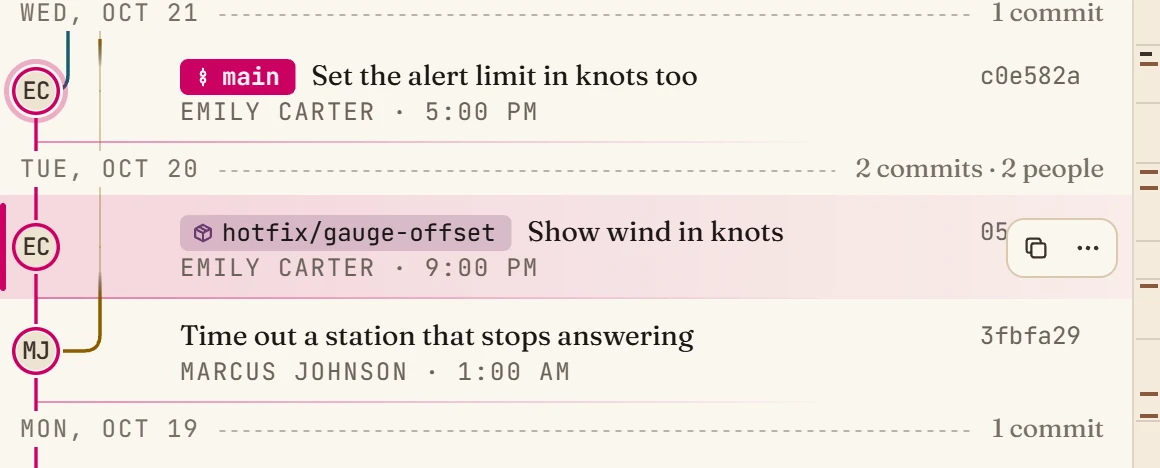 WED, OCT 21 1 commit
EC main Set the alert limit in knots too c0e582a
EMILY CARTER · 5:00 PM
TUE, OCT 20 2 commits · 2 people
EC hotfix/gauge-offset Show wind in knots 05
EMILY CARTER · 9:00 PM
MJ Time out a station that stops answering 3fbfa29
MARCUS JOHNSON · 1:00 AM
MON, OCT 19 1 commit